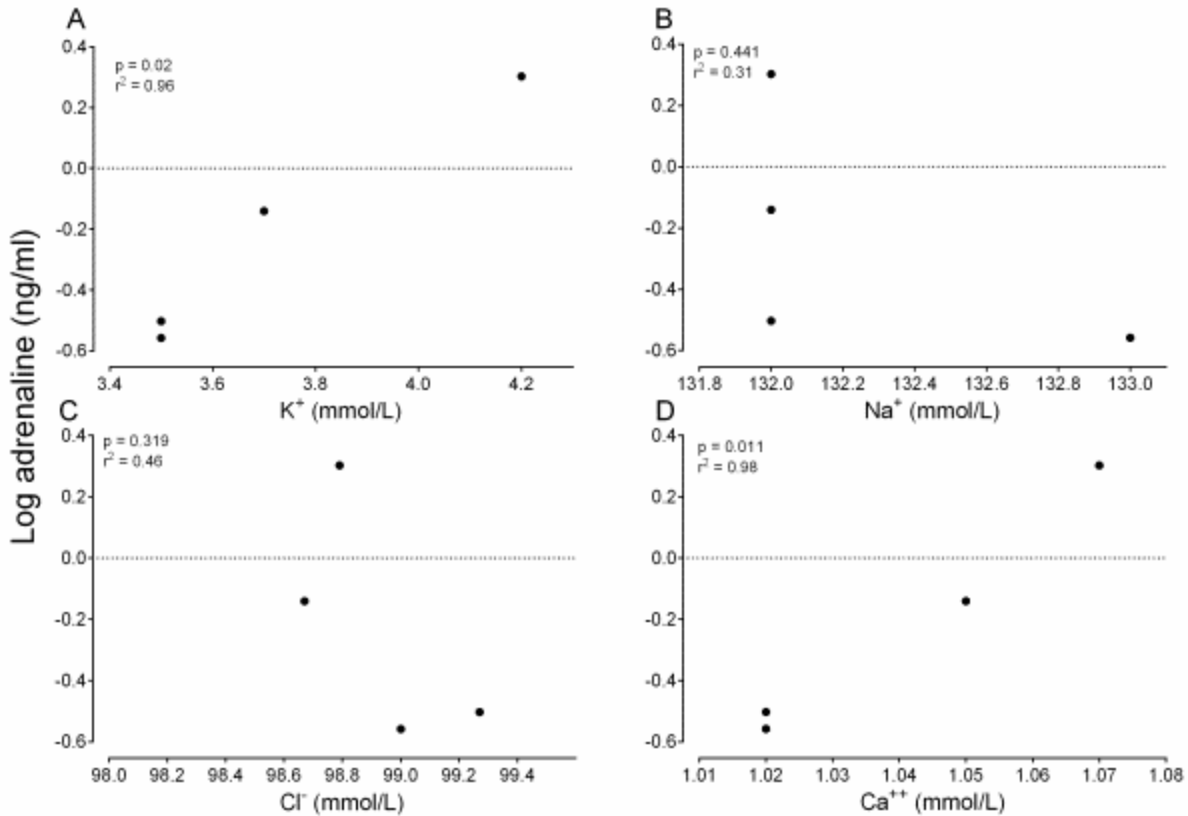 A
p = 0.02
r² = 0.96
0.4
0.2
0.0
-0.2
-0.4
-0.6
3.4 3.6 3.8 4.0 4.2
K⁺ (mmol/L)
B
p = 0.441
r² = 0.31
0.4
0.2
0.0
-0.2
-0.4
-0.6
131.8 132.0 132.2 132.4 132.6 132.8 133.0
Na⁺ (mmol/L)
Log adrenaline (ng/ml)
C
p = 0.319
r² = 0.46
0.4
0.2
0.0
-0.2
-0.4
-0.6
98.0 98.2 98.4 98.6 98.8 99.0 99.2 99.4
Cl⁻ (mmol/L)
D
p = 0.011
r² = 0.98
0.4
0.2
0.0
-0.2
-0.4
-0.6
1.01 1.02 1.03 1.04 1.05 1.06 1.07 1.08
Ca⁺⁺ (mmol/L)